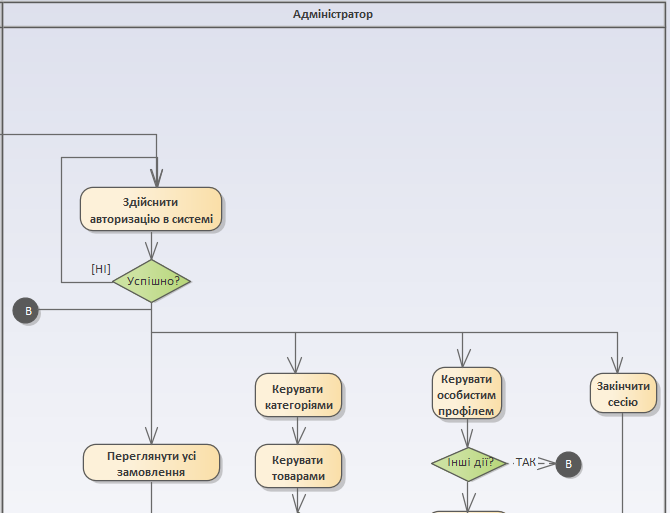 Адміністратор
Здійснити
авторизацію в системі
[НІ]
Успішно?
В
Керувати
категоріями
Керувати
особистим
профілем
Закінчити
сесію
Переглянути усі
замовлення
Керувати
товарами
Інші дії?
ТАК
В